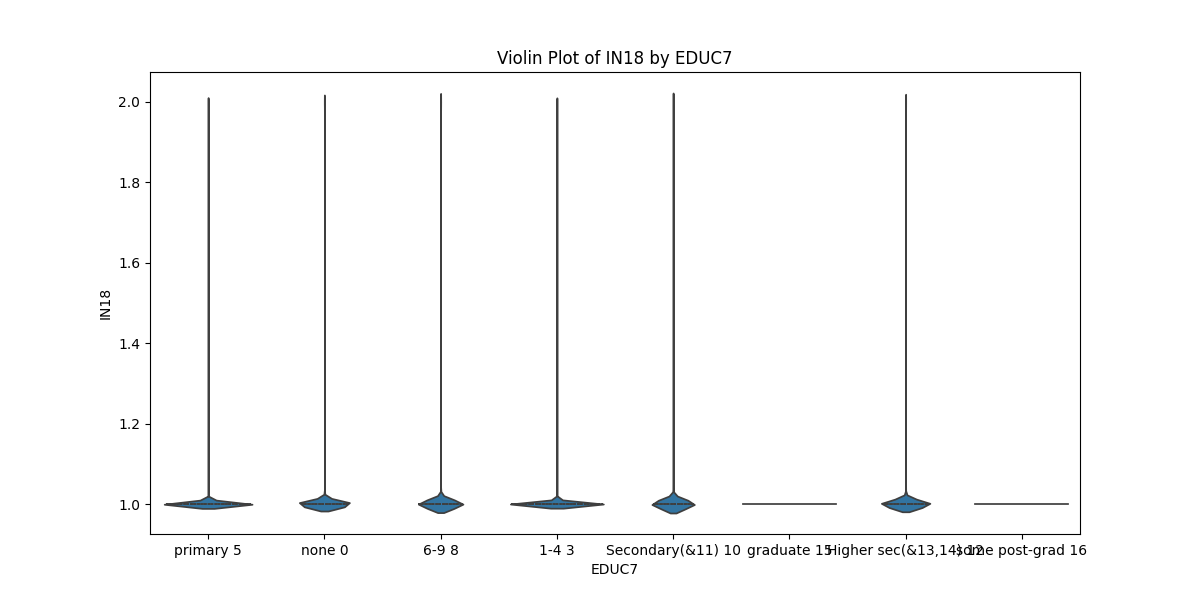 Violin Plot of IN18 by EDUC7
2.0
1.8
1.6
1.4
1.2
1.0
IN18
primary 5
none 0
6-9 8
1-4 3
Secondary(&11) 10
graduate 15
Higher sec(&13,14) 12
some post-grad 16
EDUC7